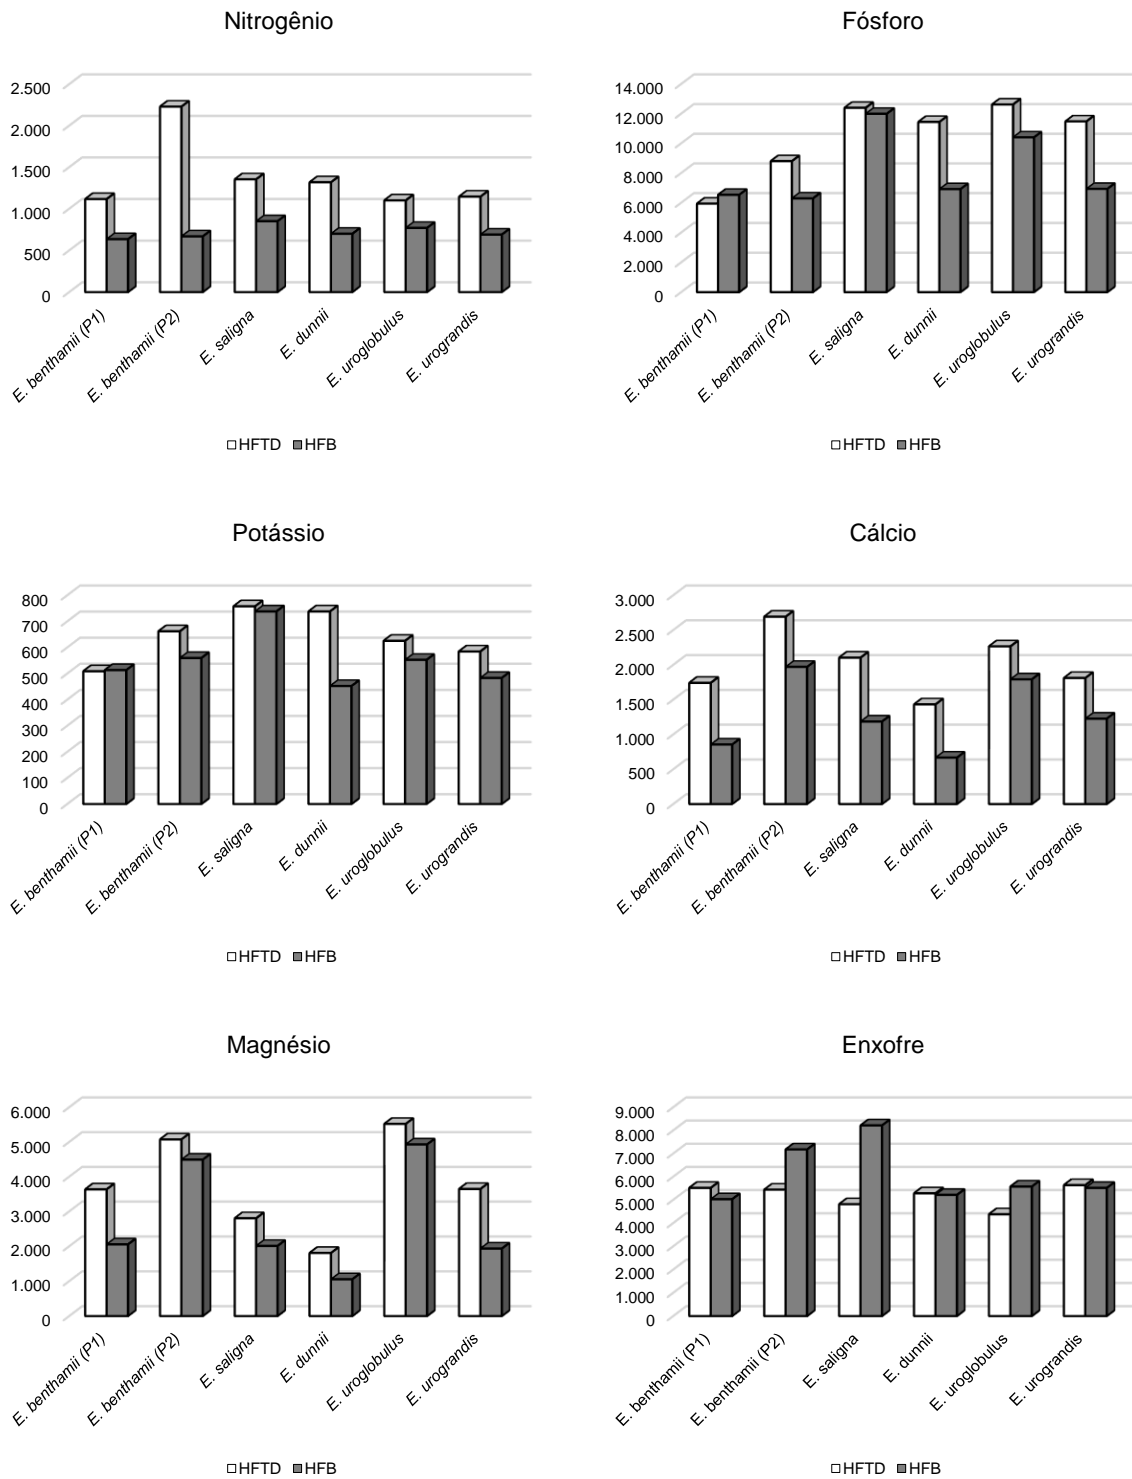 Nitrogênio
2.500
2.000
1.500
1.000
500
0
E. benthamii (P1)
E. benthamii (P2)
E. saligna
E. dunnii
E. uroglobulus
E. urograndis
HFTD HFB
Fósforo
14.000
12.000
10.000
8.000
6.000
4.000
2.000
0
E. benthamii (P1)
E. benthamii (P2)
E. saligna
E. dunnii
E. uroglobulus
E. urograndis
HFTD HFB
Potássio
800
700
600
500
400
300
200
100
0
E. benthamii (P1)
E. benthamii (P2)
E. saligna
E. dunnii
E. uroglobulus
E. urograndis
HFTD HFB
Cálcio
3.000
2.500
2.000
1.500
1.000
500
0
E. benthamii (P1)
E. benthamii (P2)
E. saligna
E. dunnii
E. uroglobulus
E. urograndis
HFTD HFB
Magnésio
6.000
5.000
4.000
3.000
2.000
1.000
0
E. benthamii (P1)
E. benthamii (P2)
E. saligna
E. dunnii
E. uroglobulus
E. urograndis
HFTD HFB
Enxofre
9.000
8.000
7.000
6.000
5.000
4.000
3.000
2.000
1.000
0
E. benthamii (P1)
E. benthamii (P2)
E. saligna
E. dunnii
E. uroglobulus
E. urograndis
HFTD HFB